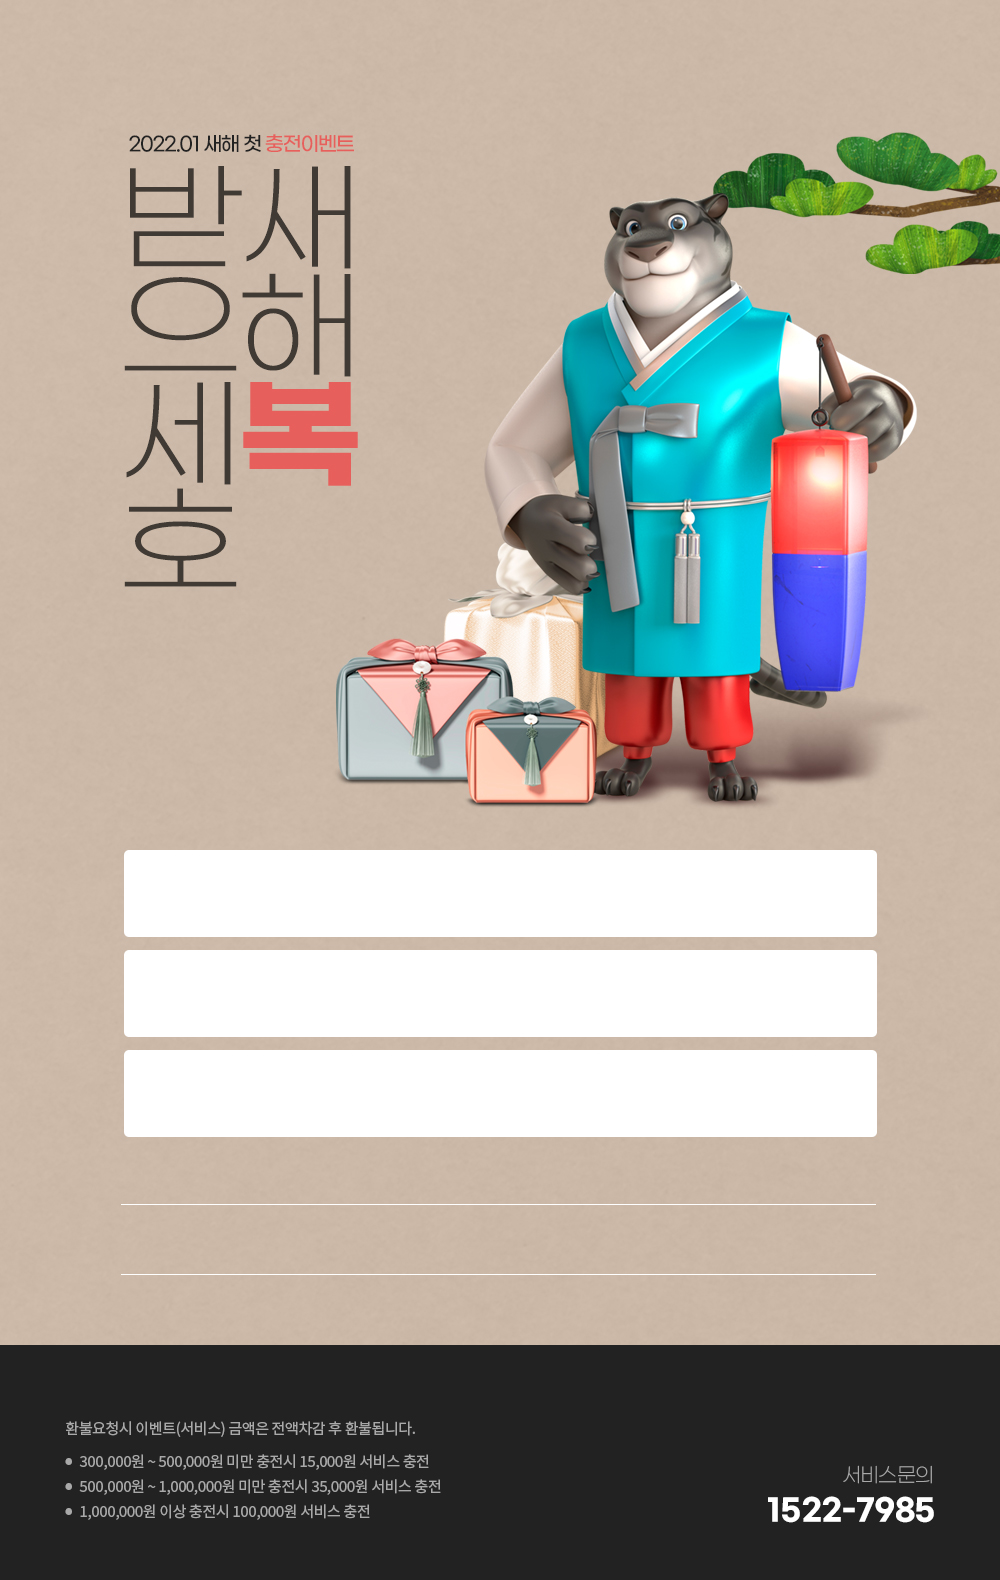 2022.01 새해 첫 충전이벤트
새해복
받으세호
환불요청시 이벤트(서비스) 금액은 전액차감 후 환불됩니다.
● 300,000원 ~ 500,000원 미만 충전시 15,000원 서비스 충전
● 500,000원 ~ 1,000,000원 미만 충전시 35,000원 서비스 충전
● 1,000,000원 이상 충전시 100,000원 서비스 충전
서비스문의
1522-7985